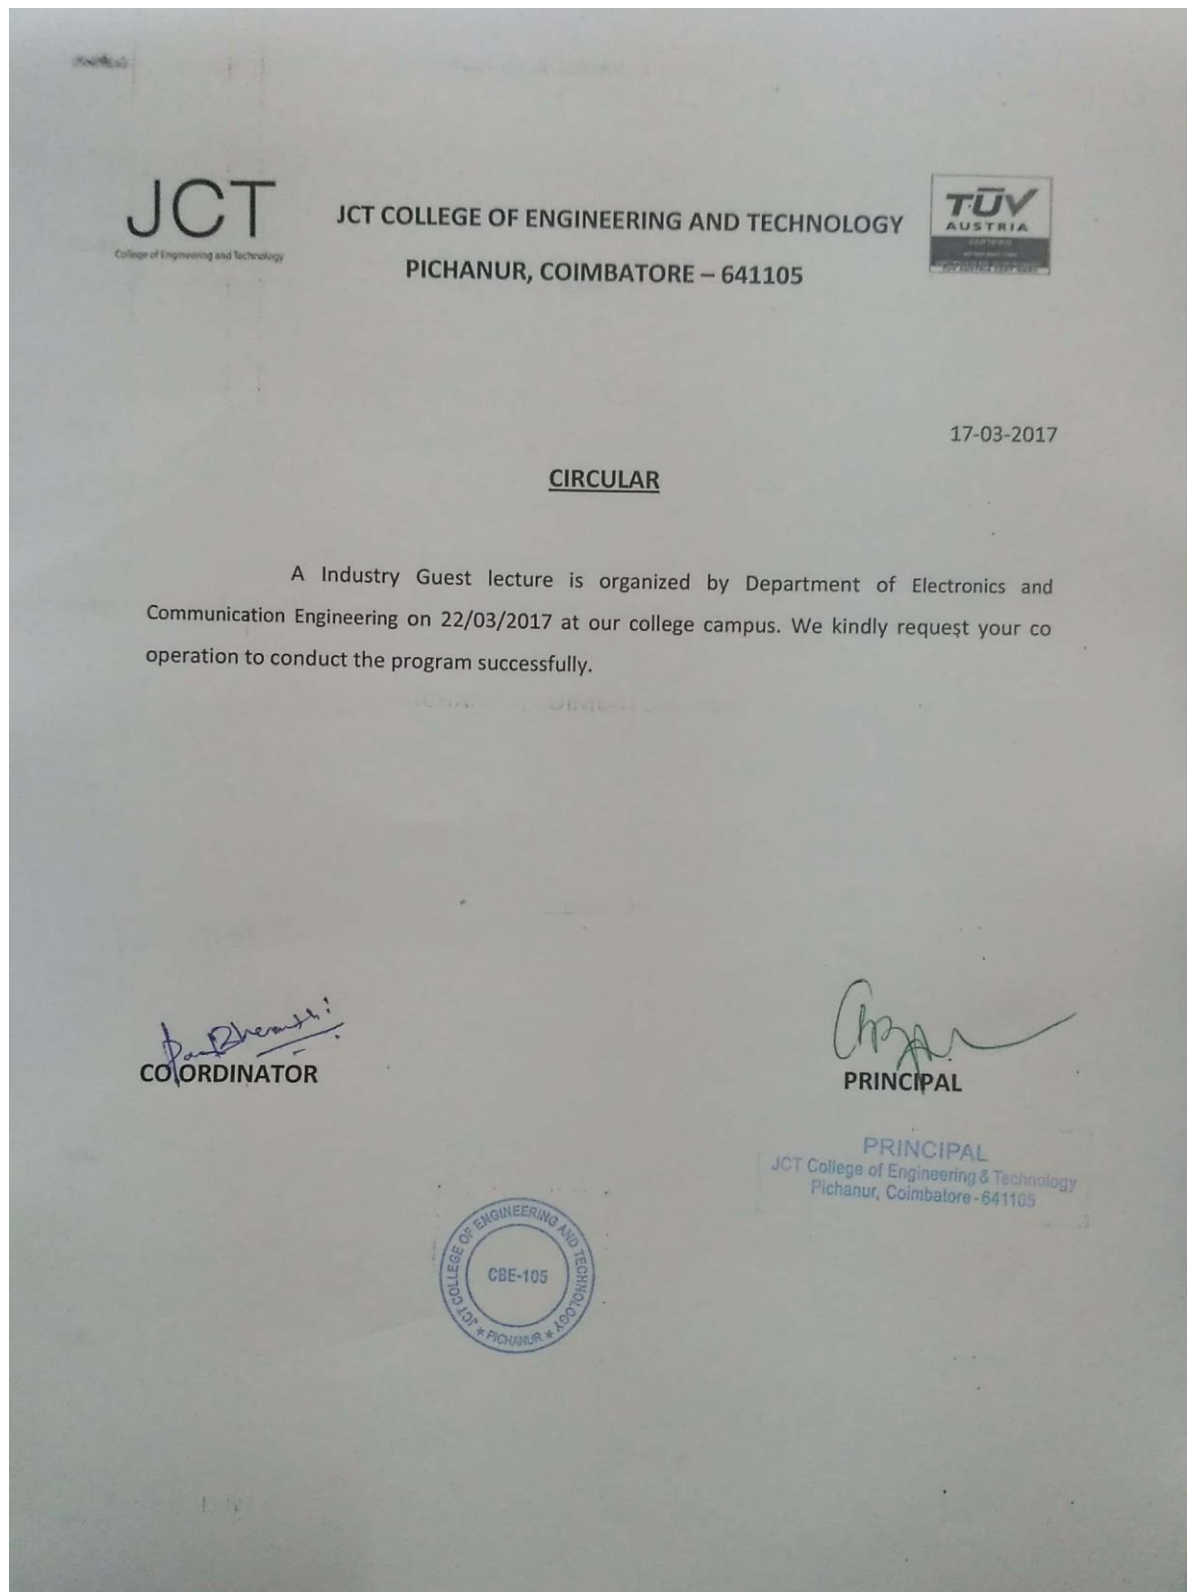 JCT
College of Engineering and Technology
JCT COLLEGE OF ENGINEERING AND TECHNOLOGY
PICHANUR, COIMBATORE – 641105
TÜV
AUSTRIA
17-03-2017
CIRCULAR
A Industry Guest lecture is organized by Department of Electronics and
Communication Engineering on 22/03/2017 at our college campus. We kindly request your co
operation to conduct the program successfully.
COORDINATOR
PRINCIPAL
PRINCIPAL
JCT College of Engineering & Technology
Pichanur, Coimbatore - 641105
JCT COLLEGE OF ENGINEERING AND TECHNOLOGY
CBE-105
* PICHANUR *